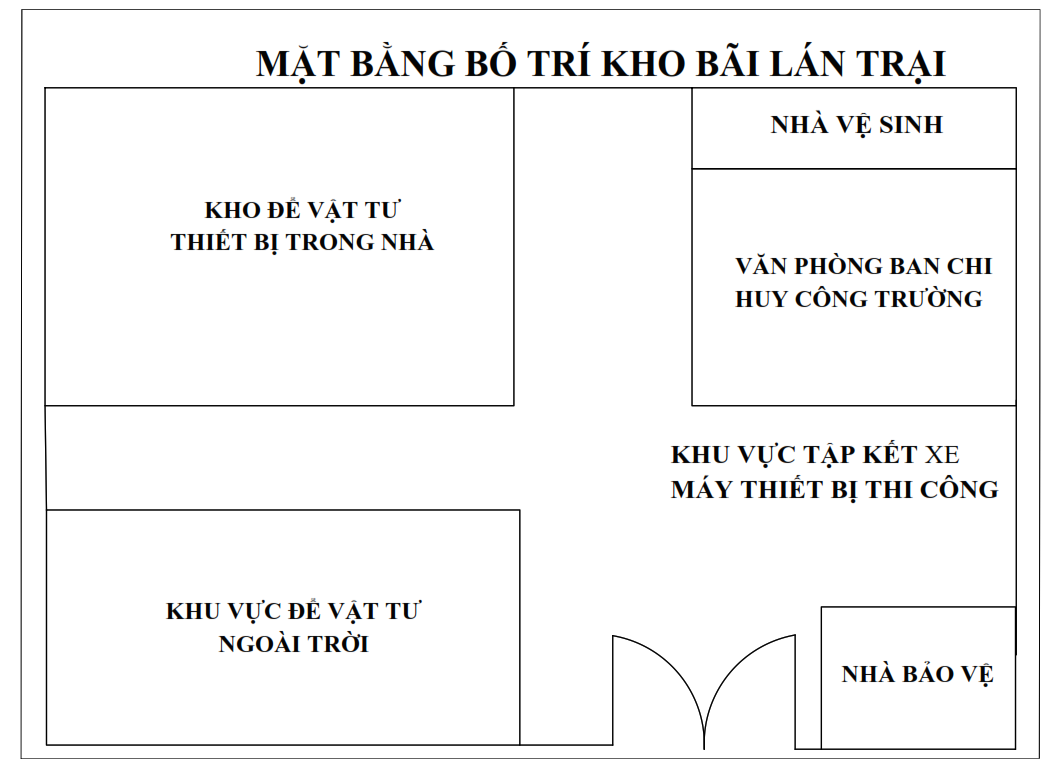 MẶT BẰNG BỐ TRÍ KHO BÃI LÁN TRẠI
NHÀ VỆ SINH
KHO ĐỂ VẬT TƯ
THIẾT BỊ TRONG NHÀ
VĂN PHÒNG BAN CHI
HUY CÔNG TRƯỜNG
KHU VỰC TẬP KẾT XE
MÁY THIẾT BỊ THI CÔNG
KHU VỰC ĐỂ VẬT TƯ
NGOÀI TRỜI
NHÀ BẢO VỆ